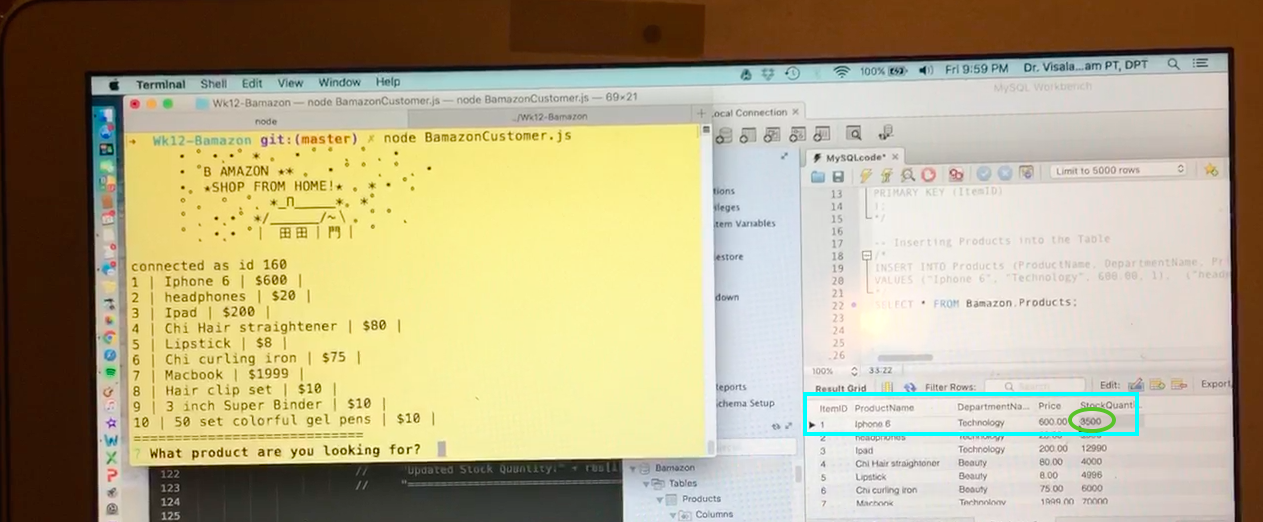 Terminal Shell Edit View Window Help
100%
Fri 9:59 PM Dr. Visala...am PT, DPT
MySQL Workbench
Wk12-Bamazon — node BamazonCustomer.js — node BamazonCustomer.js — 69×21
node
../Wk12-Bamazon
Wk12-Bamazon git:(master) ✗ node BamazonCustomer.js
B AMAZON
SHOP FROM HOME!
田田 | 門 |
connected as id 160
1 | Iphone 6 | $600 |
2 | headphones | $20 |
3 | Ipad | $200 |
4 | Chi Hair straightener | $80 |
5 | Lipstick | $8 |
6 | Chi curling iron | $75 |
7 | Macbook | $1999 |
8 | Hair clip set | $10 |
9 | 3 inch Super Binder | $10 |
10 | 50 set colorful gel pens | $10 |
? What product are you looking for?
122 // "Updated Stock Quantity:" + res[
123 // "
124
125
ocal Connection
tions
ileges
tem Variables
estore
down
eports
chema Setup
Bamazon
Tables
Products
Columns
MySQLcode*
Limit to 5000 rows
13 PRIMARY KEY (ItemID)
14 );
15 */
16
17 -- Inserting Products into the Table
18 /*
19 INSERT INTO Products (ProductName, DepartmentName, Pr
20 VALUES ("Iphone 6", "Technology", 600.00, 1), ("head
21
22 SELECT * FROM Bamazon.Products;
23
24
25
26
100% 33:22
Result Grid Filter Rows: Search Edit: Export
ItemID ProductName DepartmentNa... Price StockQuanti...
1 Iphone 6 Technology 600.00 3500
2 headphones Technology
3 Ipad Technology 200.00 12990
4 Chi Hair straightener Beauty 80.00 4000
5 Lipstick Beauty 8.00 4996
6 Chi curling iron Beauty 75.00 6000
7 Macbook Technology 1999.00 70000